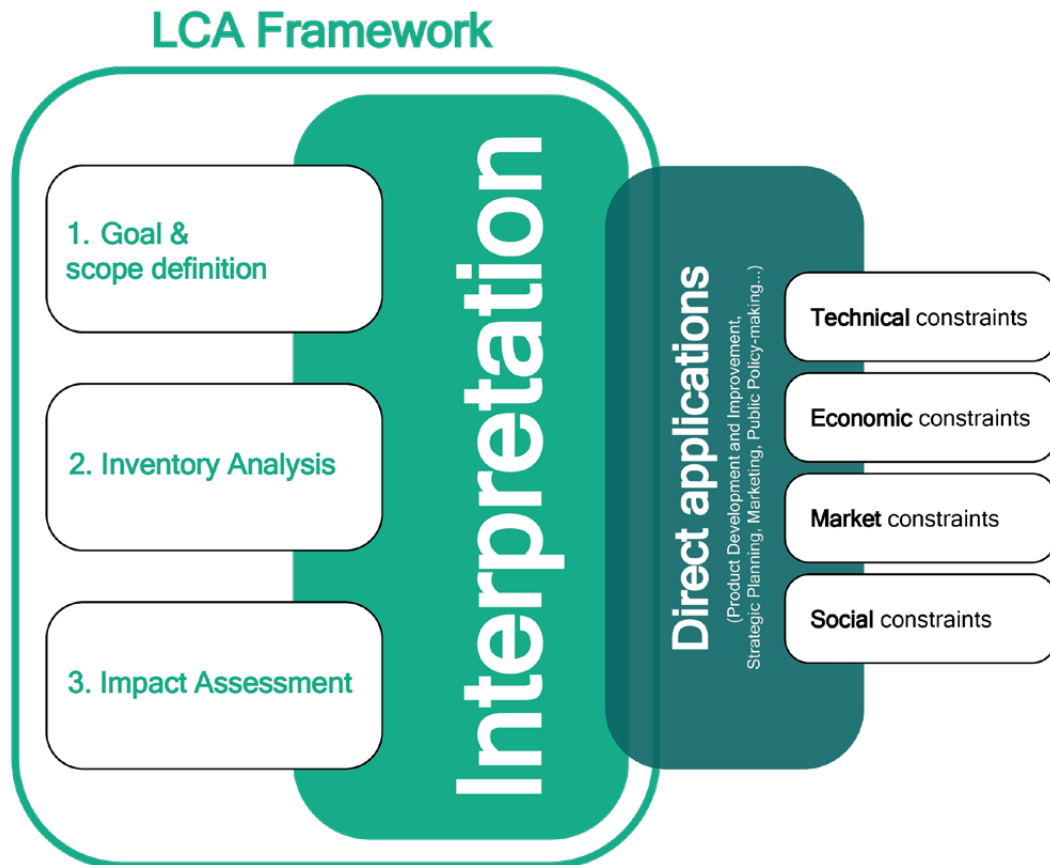 LCA Framework
1. Goal &
scope definition
2. Inventory Analysis
3. Impact Assessment
Interpretation
Direct applications
(Product Development and Improvement,
Strategic Planning, Marketing, Public Policy-making...)
Technical constraints
Economic constraints
Market constraints
Social constraints